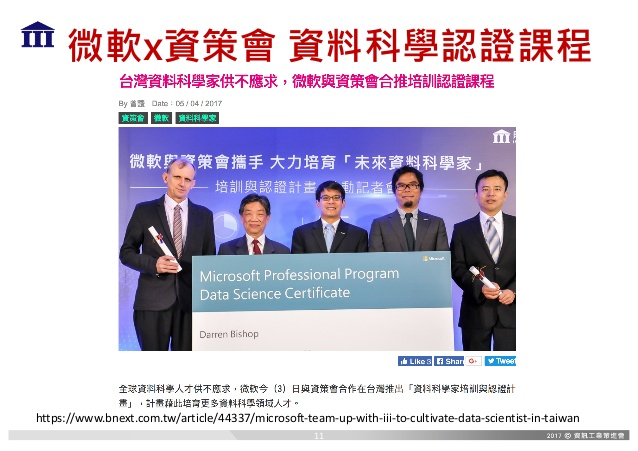 微軟x資策會 資料科學認證課程
台灣資料科學家供不應求，微軟與資策會合推培訓認證課程
By 曾靉 Date：05 / 04 / 2017
資策會 微軟 資料科學家
微軟與資策會攜手 大力培育「未來資料科學家」
培訓與認證計畫 動記者會
Microsoft
Microsoft Professional Program
Data Science Certificate
Darren Bishop
Like 3 Share G+ Tweet
全球資料科學人才供不應求，微軟今（3）日與資策會合作在台灣推出「資料科學家培訓與認證計
畫」，計畫藉此培育更多資料科學領域人才。
https://www.bnext.com.tw/article/44337/microsoft-team-up-with-iii-to-cultivate-data-scientist-in-taiwan
11
2017 © 資訊工業策進會